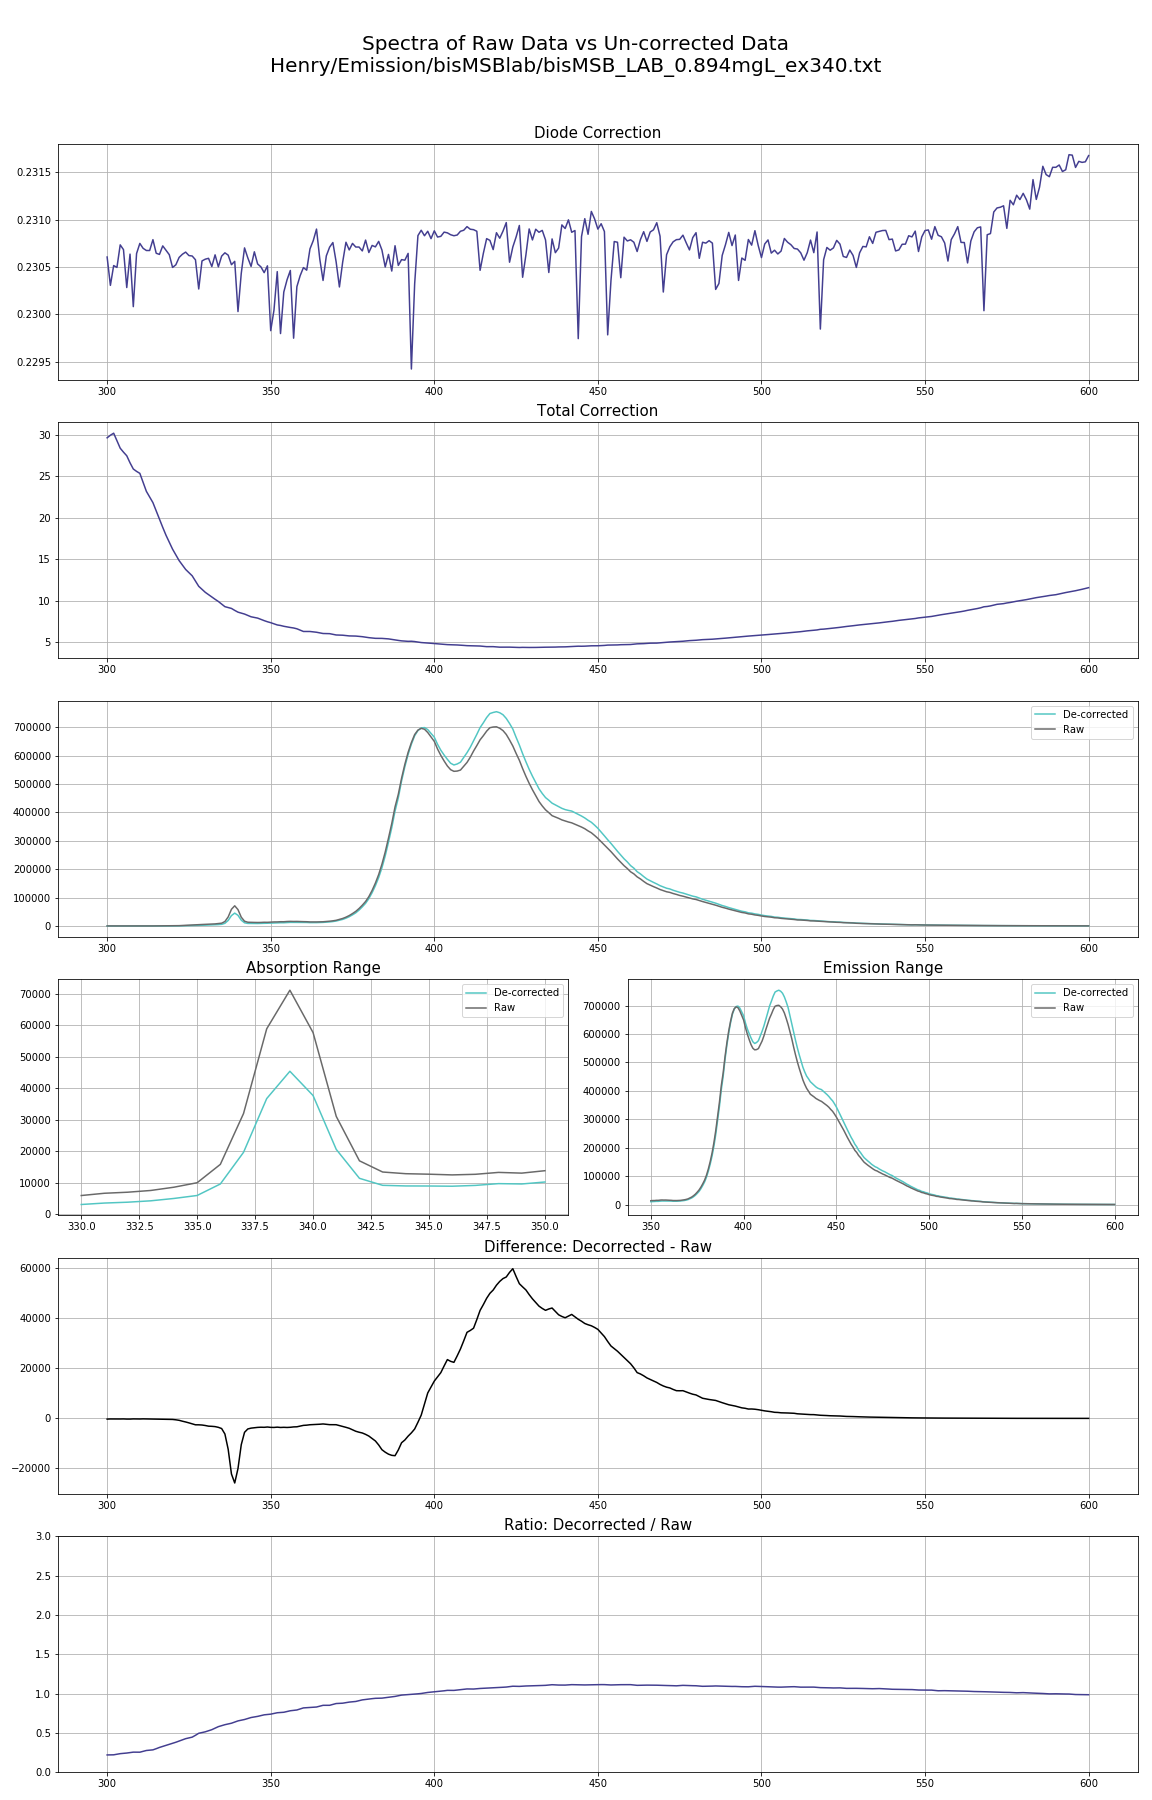 Spectra of Raw Data vs Un-corrected Data
Henry/Emission/bisMSBlab/bisMSB_LAB_0.894mgL_ex340.txt
Diode Correction
0.2315
0.2310
0.2305
0.2300
0.2295
300 350 400 450 500 550 600
Total Correction
30
25
20
15
10
5
300 350 400 450 500 550 600
De-corrected
Raw
700000
600000
500000
400000
300000
200000
100000
0
300 350 400 450 500 550 600
Absorption Range
De-corrected
Raw
70000
60000
50000
40000
30000
20000
10000
0
330.0 332.5 335.0 337.5 340.0 342.5 345.0 347.5 350.0
Emission Range
De-corrected
Raw
700000
600000
500000
400000
300000
200000
100000
0
350 400 450 500 550 600
Difference: Decorrected - Raw
60000
40000
20000
0
−20000
300 350 400 450 500 550 600
Ratio: Decorrected / Raw
3.0
2.5
2.0
1.5
1.0
0.5
0.0
300 350 400 450 500 550 600